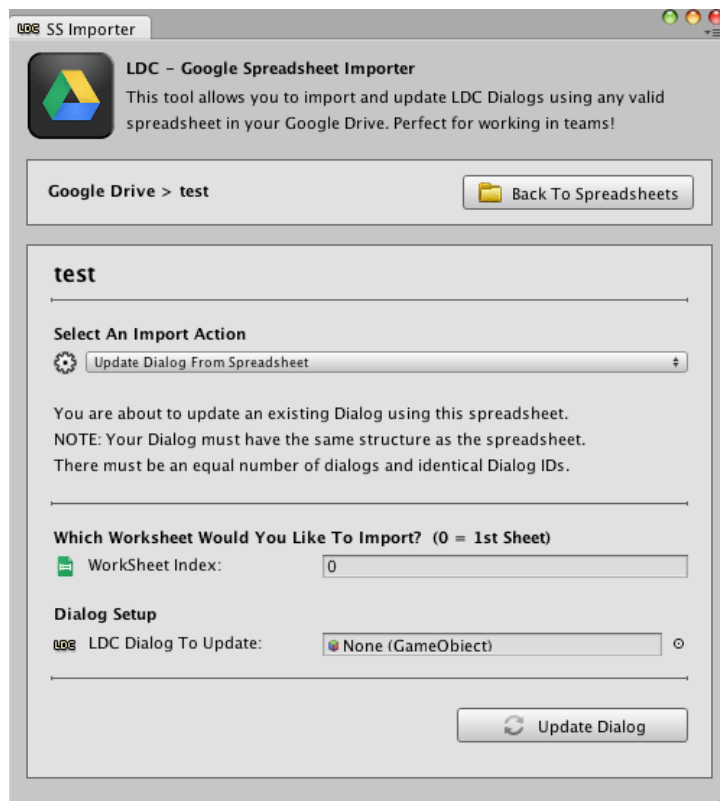 LDC SS Importer
LDC – Google Spreadsheet Importer
This tool allows you to import and update LDC Dialogs using any valid
spreadsheet in your Google Drive. Perfect for working in teams!
Google Drive > test
Back To Spreadsheets
test
Select An Import Action
Update Dialog From Spreadsheet
You are about to update an existing Dialog using this spreadsheet.
NOTE: Your Dialog must have the same structure as the spreadsheet.
There must be an equal number of dialogs and identical Dialog IDs.
Which Worksheet Would You Like To Import? (0 = 1st Sheet)
WorkSheet Index: 0
Dialog Setup
LDC LDC Dialog To Update: None (GameObject)
Update Dialog